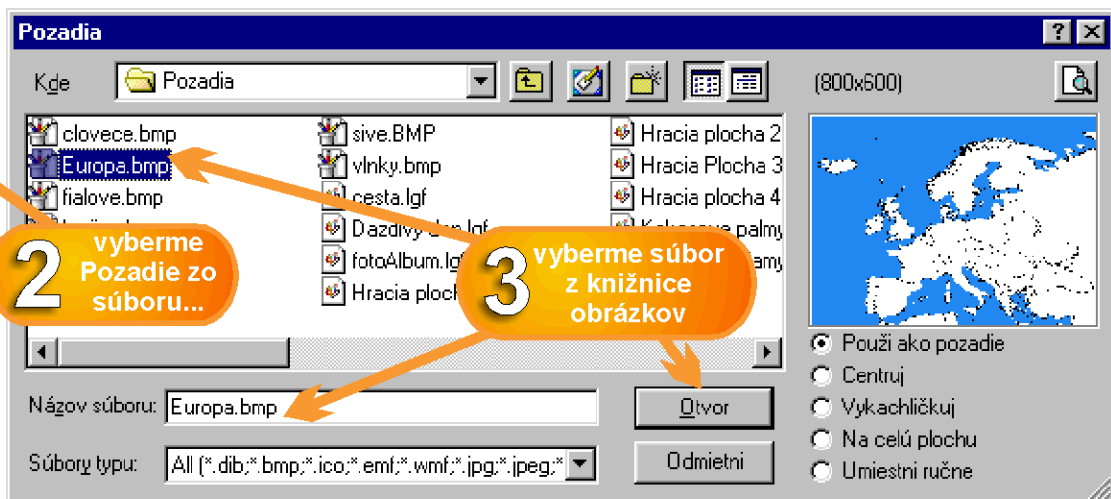 Pozadia
Kde Pozadia (800x600)
clovece.bmp sive.BMP Hracia plocha 2
Europa.bmp vlnky.bmp Hracia Plocha 3
fialove.bmp cesta.lgf Hracia plocha 4
palmy
fotoAlbum.lg
Hracia ploch
2 vyberme
Pozadie zo
súboru...
3 vyberme súbor
z knižnice
obrázkov
Názov súboru: Europa.bmp Otvor
Súbory typu: All (*.dib;*.bmp;*.ico;*.emf;*.wmf;*.jpg;*.jpeg;* Odmietni
Použi ako pozadie
Centruj
Vykachličkuj
Na celú plochu
Umiestni ručne